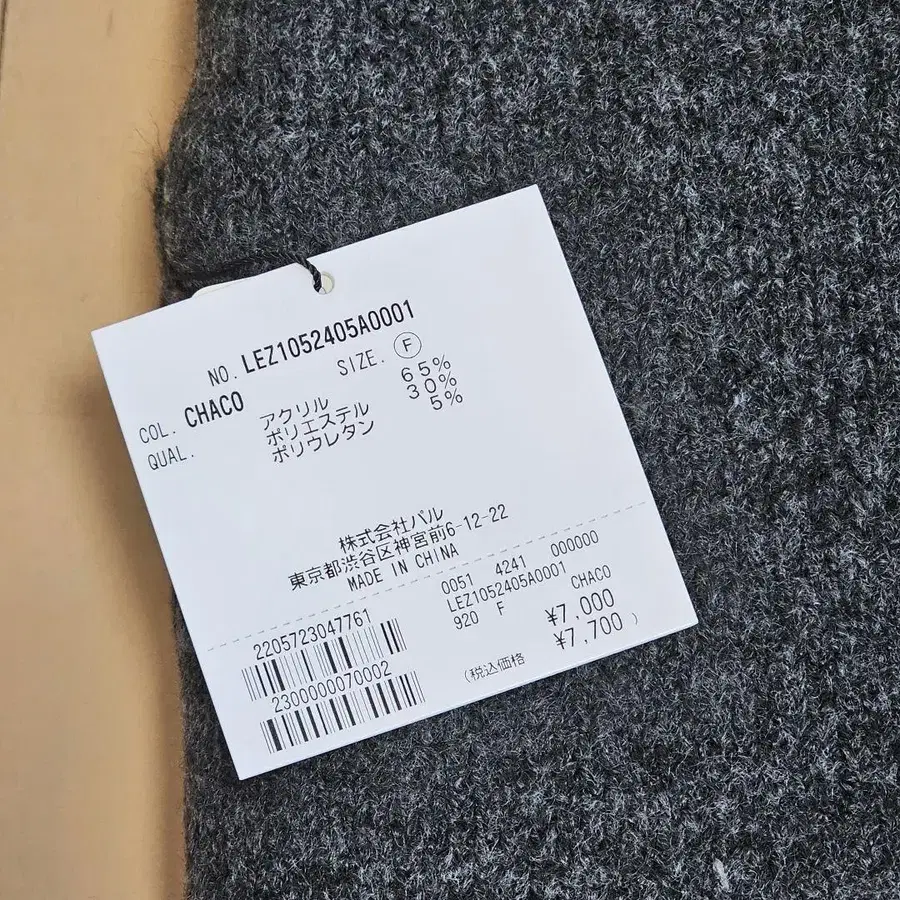 NO. LEZ1052405A0001
SIZE. F
COL. CHACO
QUAL. アクリル 65%
ポリエステル 30%
ポリウレタン 5%
株式会社パル
東京都渋谷区神宮前6-12-22
MADE IN CHINA
2205723047761
2300000070002
0051 4241 000000
LEZ1052405A0001
920 F CHACO
¥7,000
(税込価格 ¥7,700 )